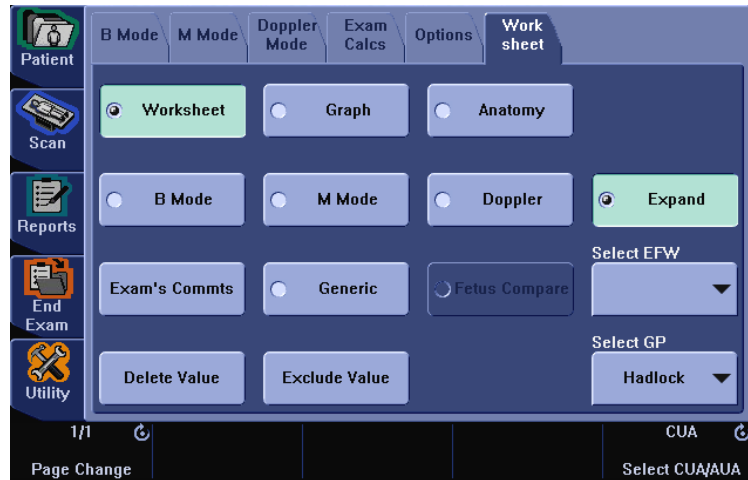 Patient
B Mode
M Mode
Doppler
Mode
Exam
Calcs
Options
Work
sheet
Worksheet
Graph
Anatomy
Scan
B Mode
M Mode
Doppler
Expand
Reports
Select EFW
Exam's Commts
Generic
Fetus Compare
End
Exam
Select GP
Delete Value
Exclude Value
Hadlock
Utility
1/1
CUA
Page Change
Select CUA/AUA